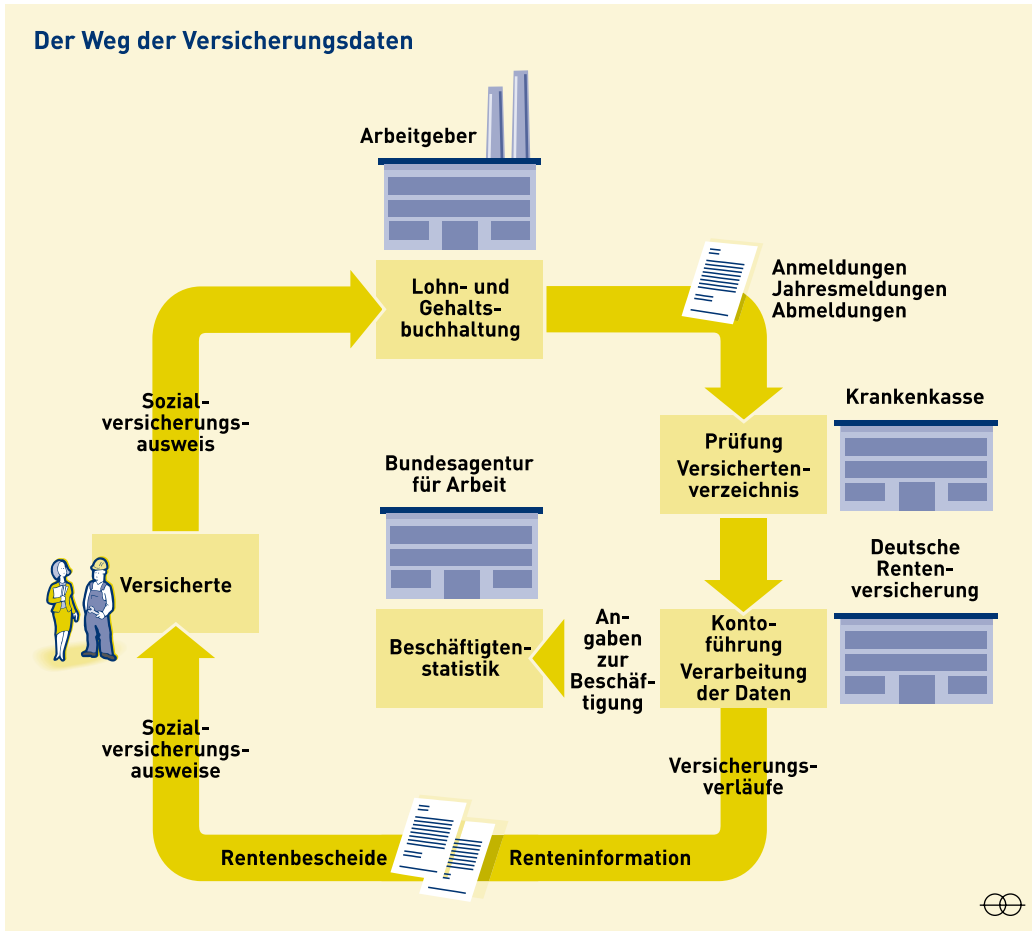 Der Weg der Versicherungsdaten
Arbeitgeber
Lohn- und
Gehalts-
buchhaltung
Anmeldungen
Jahresmeldungen
Abmeldungen
Krankenkasse
Prüfung
Versicherten-
verzeichnis
Sozial-
versicherungs-
ausweis
Bundesagentur
für Arbeit
Deutsche
Renten-
versicherung
Versicherte
Beschäftigten-
statistik
An-
gaben
zur
Beschäf-
tigung
Konto-
führung
Verarbeitung
der Daten
Sozial-
versicherungs-
ausweise
Versicherungs-
verläufe
Rentenbescheide
Renteninformation